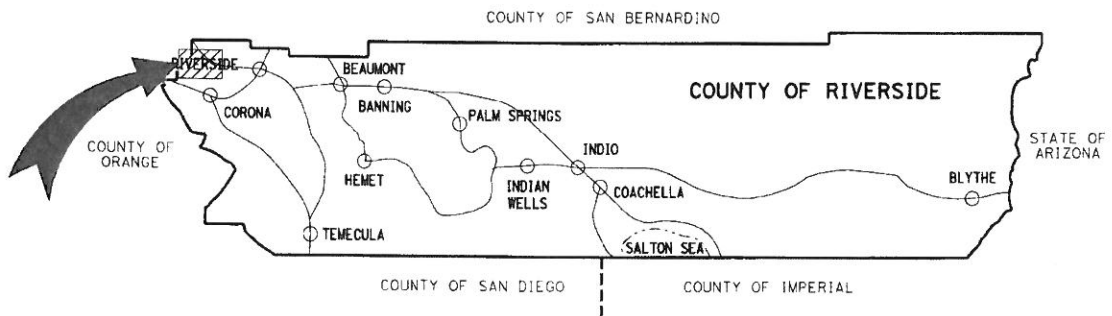 COUNTY OF SAN BERNARDINO
RIVERSIDE
BEAUMONT
COUNTY OF RIVERSIDE
CORONA
BANNING
PALM SPRINGS
COUNTY OF
ORANGE
STATE OF
ARIZONA
INDIO
HEMET
INDIAN
WELLS
COACHELLA
BLYTHE
TEMECULA
SALTON SEA
COUNTY OF SAN DIEGO
COUNTY OF IMPERIAL